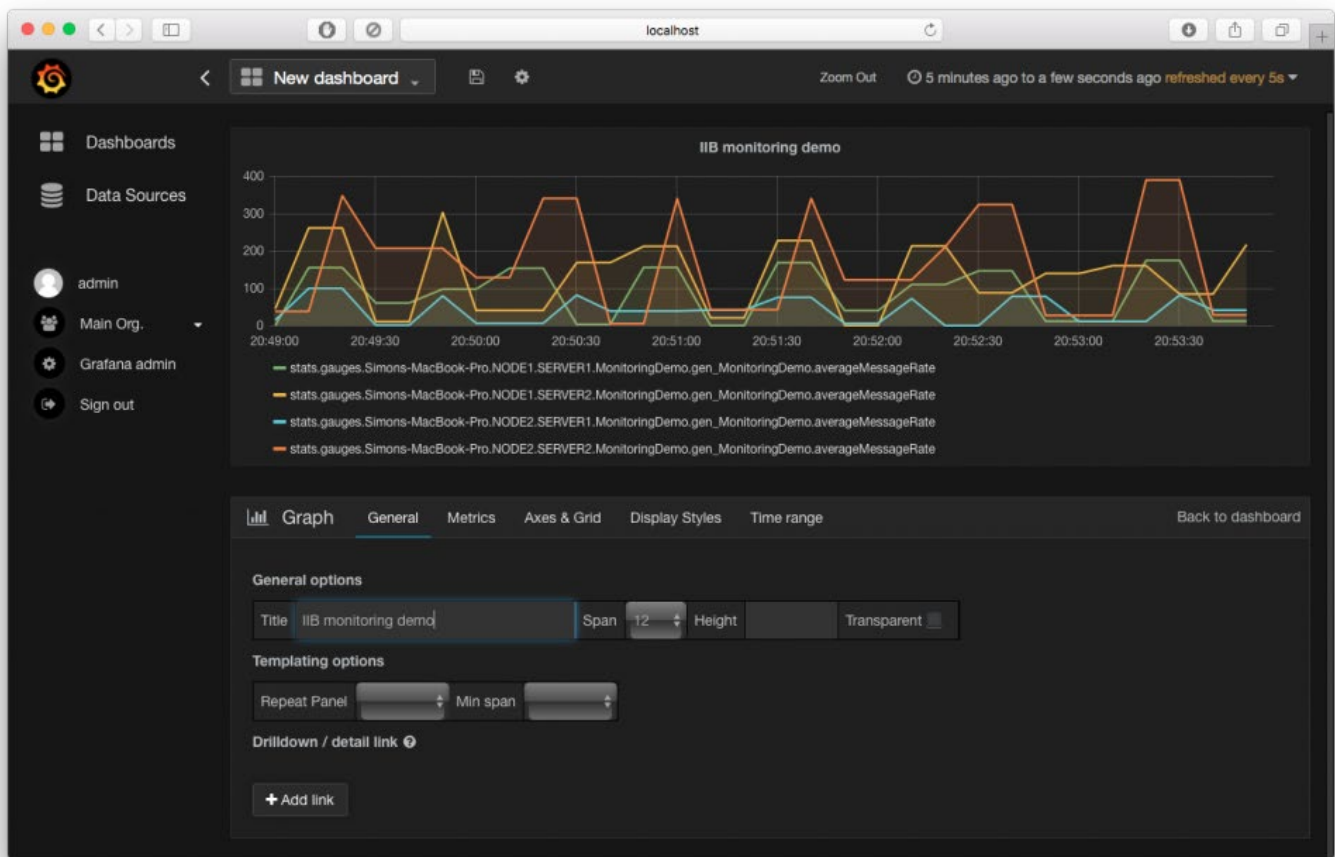 localhost
New dashboard
Zoom Out 5 minutes ago to a few seconds ago refreshed every 5s
Dashboards
Data Sources
admin
Main Org.
Grafana admin
Sign out
IIB monitoring demo
400
300
200
100
0
20:49:00 20:49:30 20:50:00 20:50:30 20:51:00 20:51:30 20:52:00 20:52:30 20:53:00 20:53:30
stats.gauges.Simons-MacBook-Pro.NODE1.SERVER1.MonitoringDemo.gen_MonitoringDemo.averageMessageRate
stats.gauges.Simons-MacBook-Pro.NODE1.SERVER2.MonitoringDemo.gen_MonitoringDemo.averageMessageRate
stats.gauges.Simons-MacBook-Pro.NODE2.SERVER1.MonitoringDemo.gen_MonitoringDemo.averageMessageRate
stats.gauges.Simons-MacBook-Pro.NODE2.SERVER2.MonitoringDemo.gen_MonitoringDemo.averageMessageRate
Graph General Metrics Axes & Grid Display Styles Time range Back to dashboard
General options
Title IIB monitoring demo Span 12 Height Transparent
Templating options
Repeat Panel Min span
Drilldown / detail link ?
+ Add link